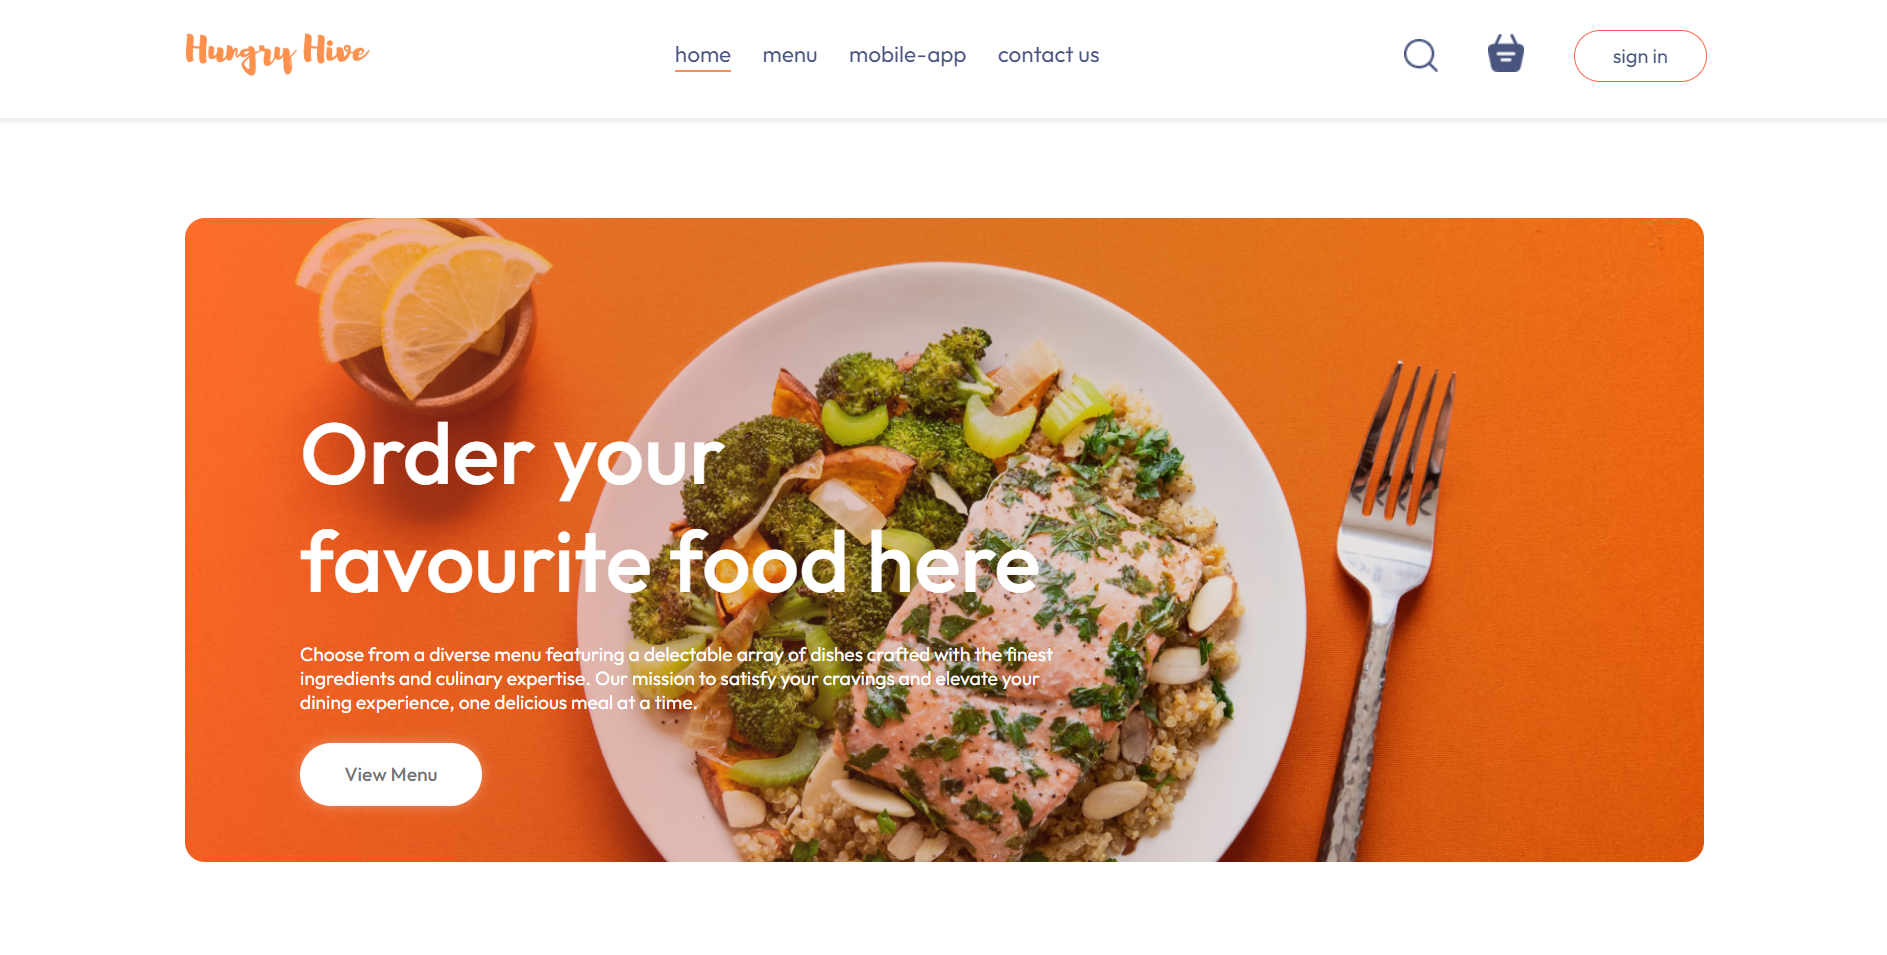 Hungry Hive
home menu mobile-app contact us
sign in
Order your
favourite food here
Choose from a diverse menu featuring a delectable array of dishes crafted with the finest
ingredients and culinary expertise. Our mission to satisfy your cravings and elevate your
dining experience, one delicious meal at a time.
View Menu